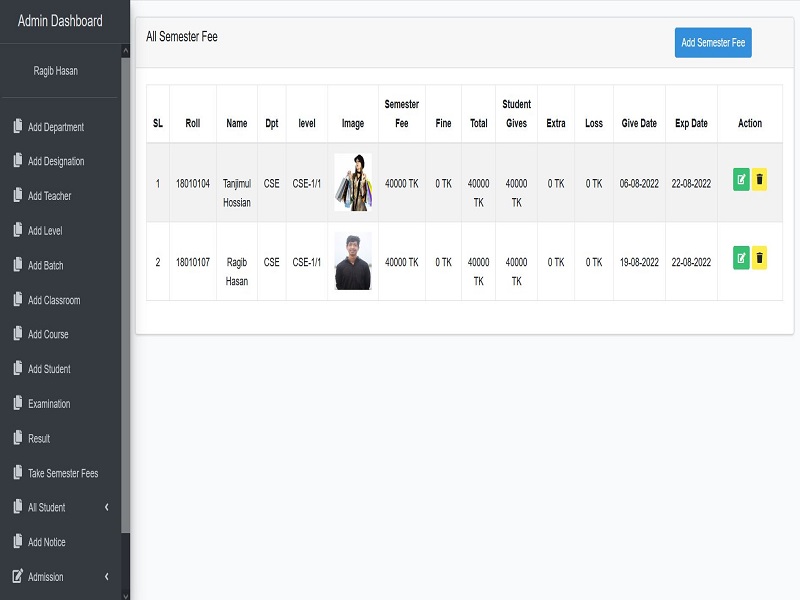 Admin Dashboard
Ragib Hasan
Add Department
Add Designation
Add Teacher
Add Level
Add Batch
Add Classroom
Add Course
Add Student
Examination
Result
Take Semester Fees
All Student
Add Notice
Admission
All Semester Fee
Add Semester Fee
SL Roll Name Dpt level Image Semester Fee Fine Total Student Gives Extra Loss Give Date Exp Date Action
1 18010104 Tanjimul Hossian CSE CSE-1/1 40000 TK 0 TK 40000 TK 40000 TK 0 TK 0 TK 06-08-2022 22-08-2022
2 18010107 Ragib Hasan CSE CSE-1/1 40000 TK 0 TK 40000 TK 40000 TK 0 TK 0 TK 19-08-2022 22-08-2022